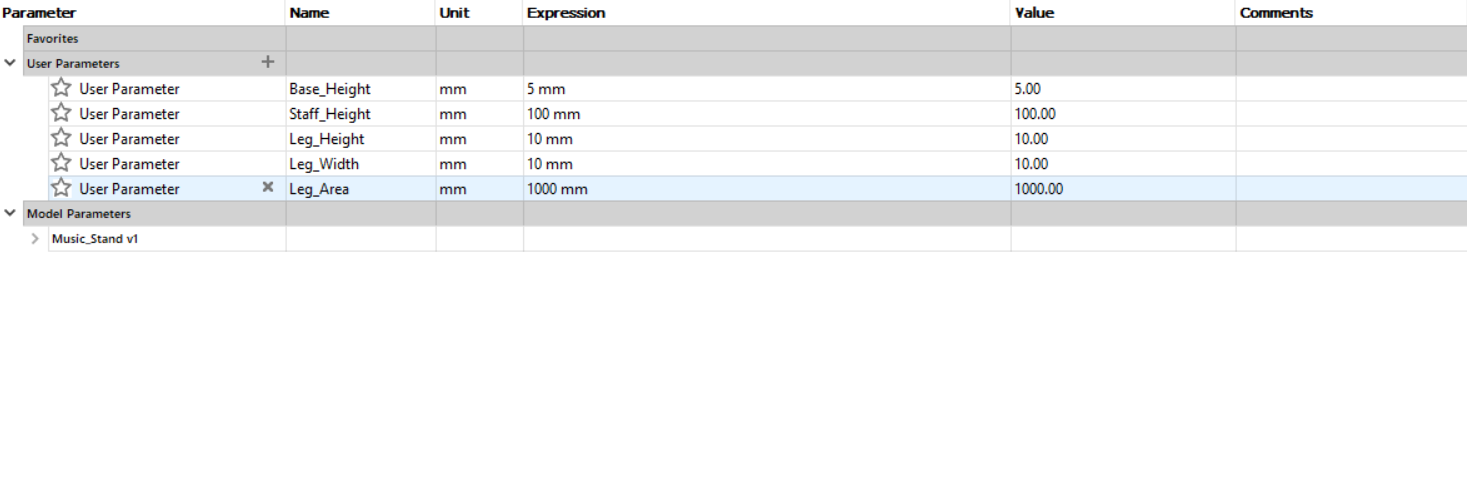 Parameter Name Unit Expression Value Comments
Favorites
User Parameters
User Parameter Base_Height mm 5 mm 5.00
User Parameter Staff_Height mm 100 mm 100.00
User Parameter Leg_Height mm 10 mm 10.00
User Parameter Leg_Width mm 10 mm 10.00
User Parameter Leg_Area mm 1000 mm 1000.00
Model Parameters
Music_Stand v1